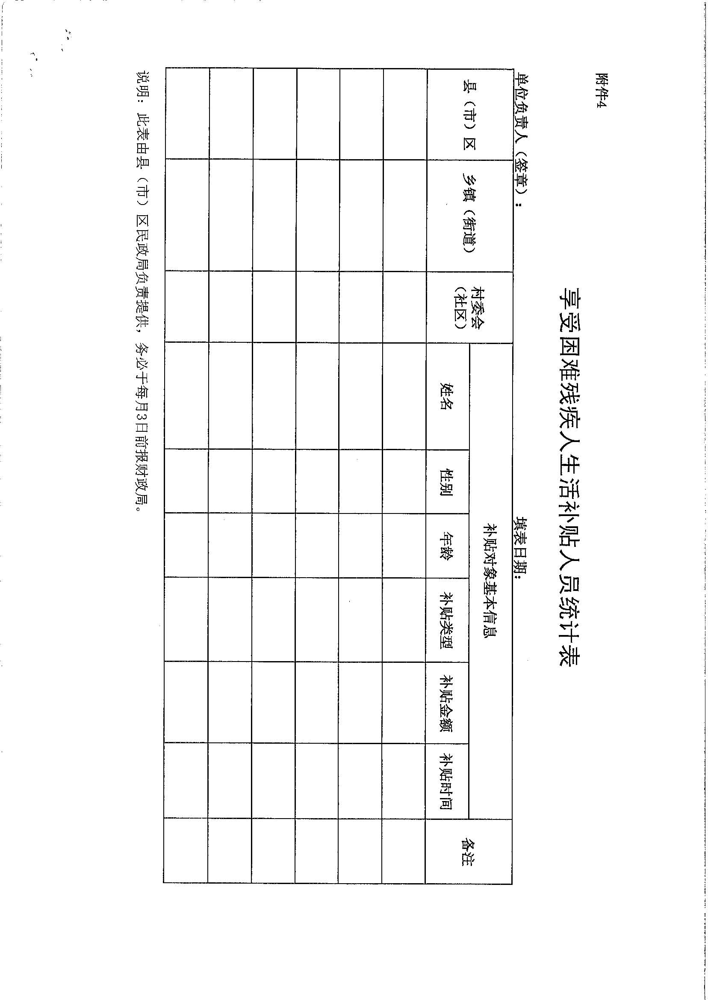 附件4
享受困难残疾人生活补贴人员统计表
单位负责人（签章）： 填表日期：
县（市）区 乡镇（街道） 村委会（社区） 补贴对象基本信息 备注
姓名 性别 年龄 补贴类型 补贴金额 补贴时间
说明：此表由县（市）区民政局负责提供，务必于每月3日前报财政局。